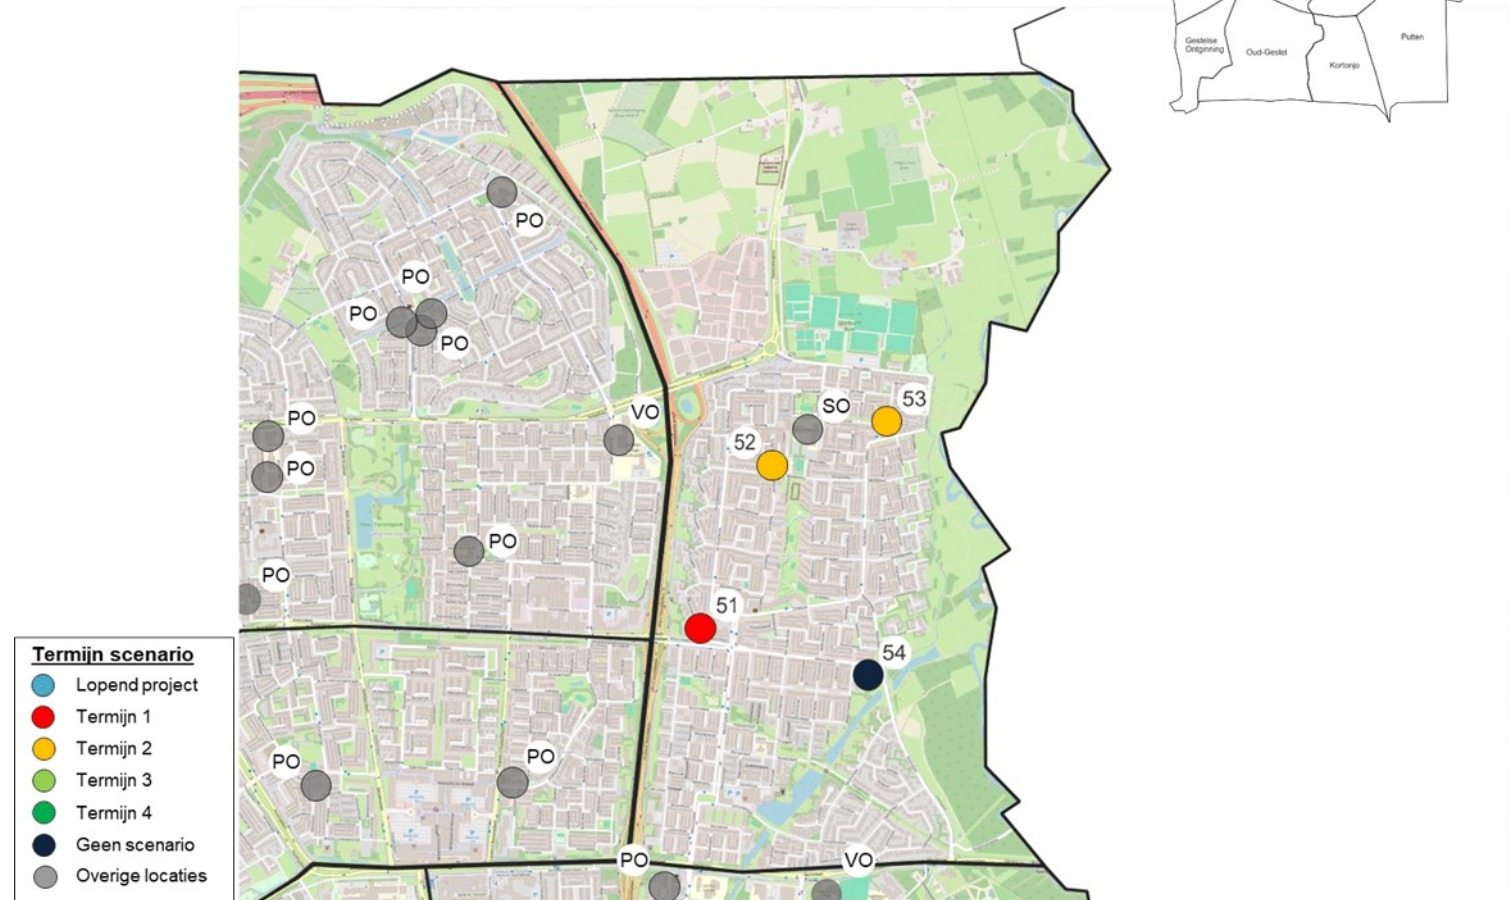 Gestelse
Ontginning
Oud-Gestel
Kortonjo
Putten
PO
PO
PO
PO
PO
VO
SO
53
52
PO
PO
PO
51
54
PO
PO
PO
VO
Termijn scenario
Lopend project
Termijn 1
Termijn 2
Termijn 3
Termijn 4
Geen scenario
Overige locaties